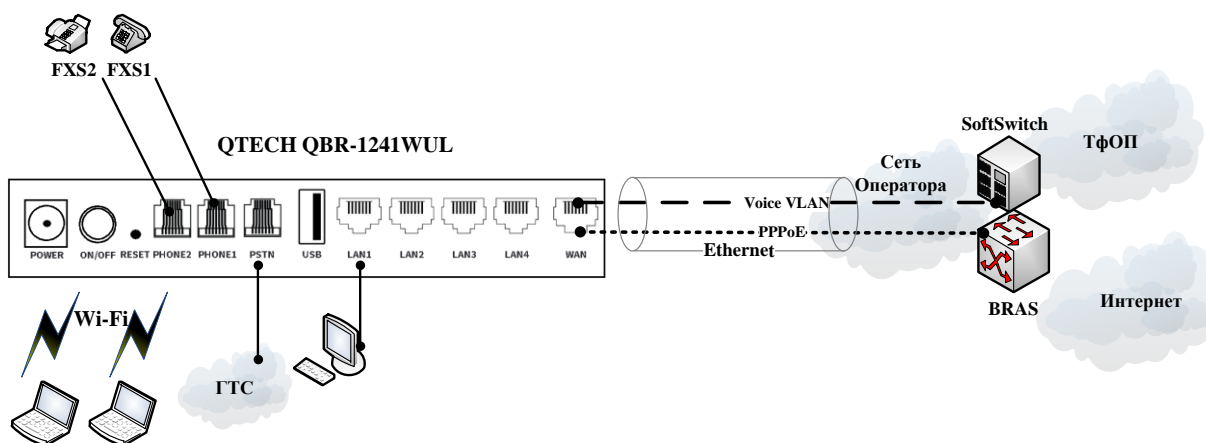 FXS2 FXS1
QTECH QBR-1241WUL
SoftSwitch
ТфОП
Сеть
Оператора
Voice VLAN
PPPoE
Ethernet
POWER ON/OFF RESET PHONE2 PHONE1 PSTN USB LAN1 LAN2 LAN3 LAN4 WAN
BRAS
Интернет
Wi-Fi
ГТС